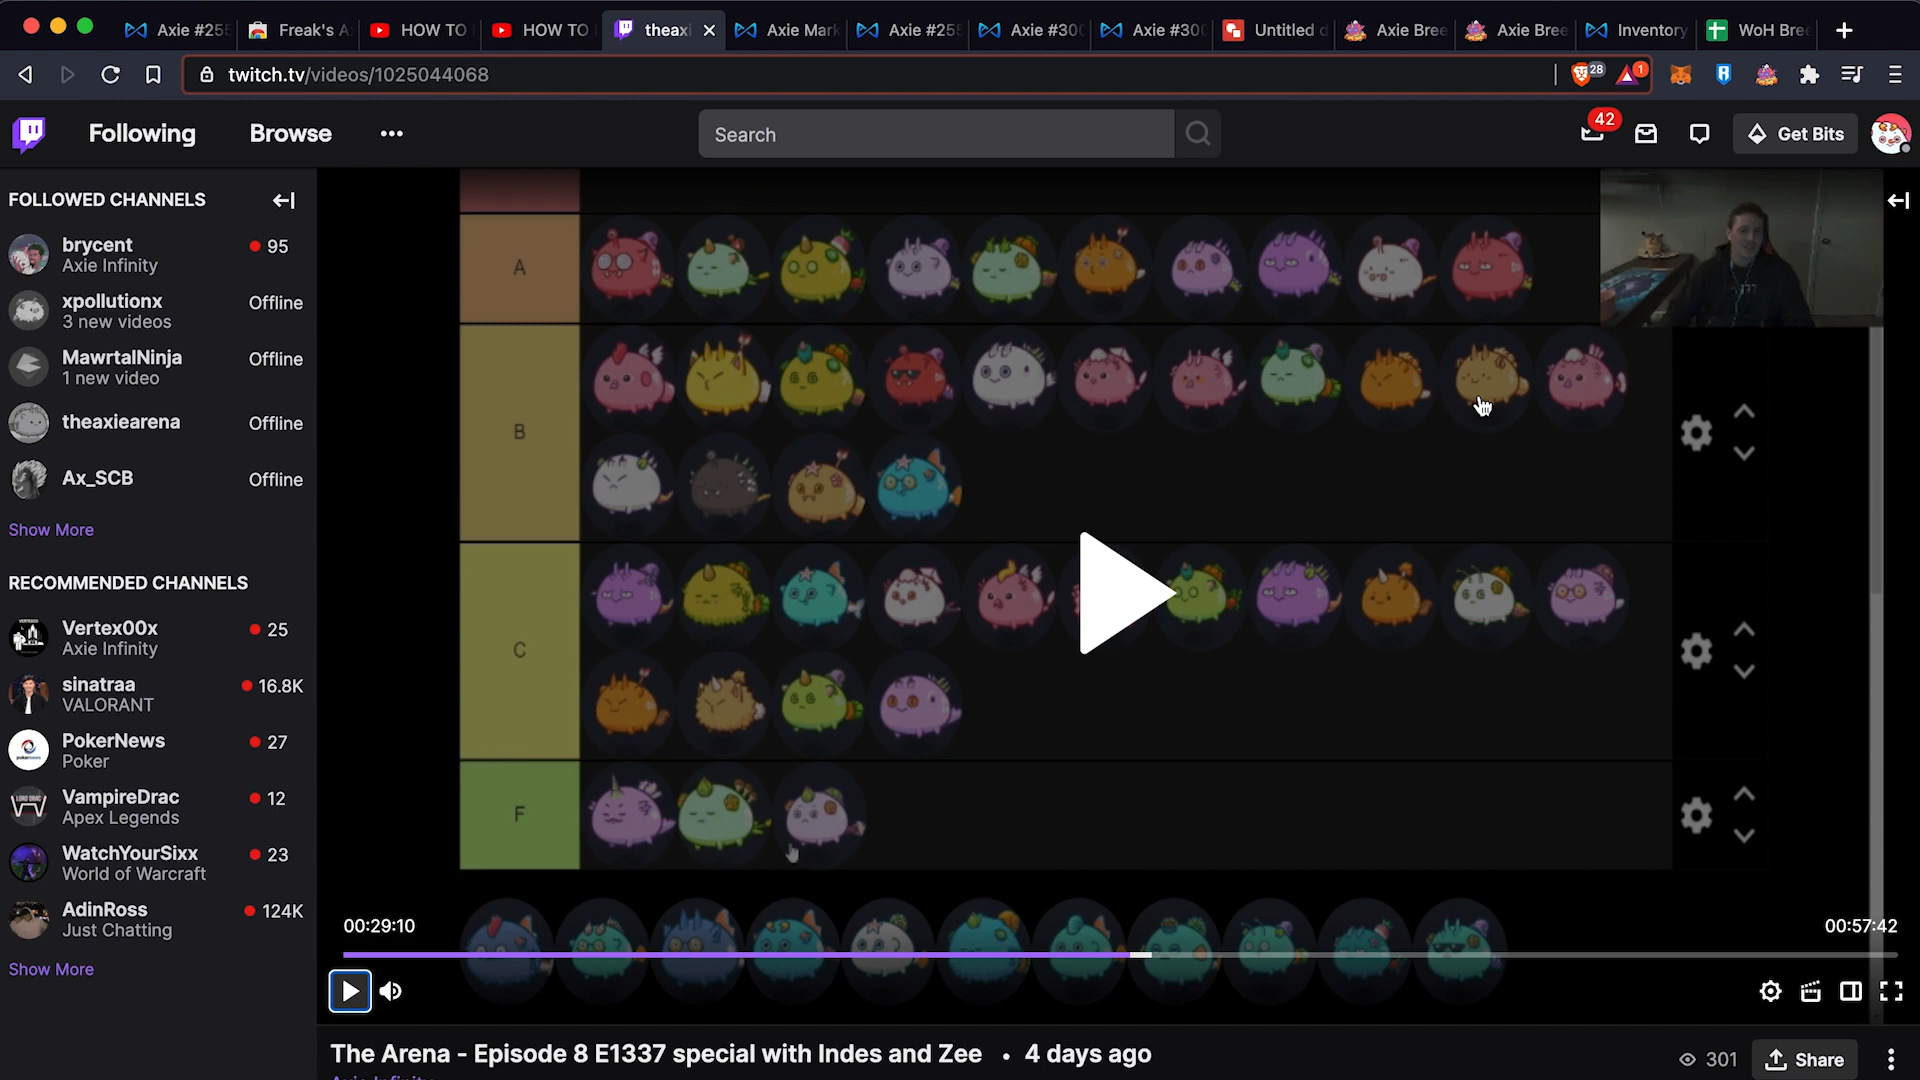 Axie #255
Freak's A
HOW TO
HOW TO
theaxi
Axie Mark
Axie #255
Axie #300
Axie #300
Untitled d
Axie Bree
Axie Bree
Inventory
WoH Bree
twitch.tv/videos/1025044068
28
1
Following
Browse
Search
42
Get Bits
FOLLOWED CHANNELS
brycent
95
Axie Infinity
xpollutionx
Offline
3 new videos
MawrtalNinja
Offline
1 new video
theaxiearena
Offline
Ax_SCB
Offline
Show More
RECOMMENDED CHANNELS
Vertex00x
25
Axie Infinity
sinatraa
16.8K
VALORANT
PokerNews
27
Poker
VampireDrac
12
Apex Legends
WatchYourSixx
23
World of Warcraft
AdinRoss
124K
Just Chatting
Show More
A
B
C
F
00:29:10
00:57:42
The Arena - Episode 8 E1337 special with Indes and Zee • 4 days ago
301
Share